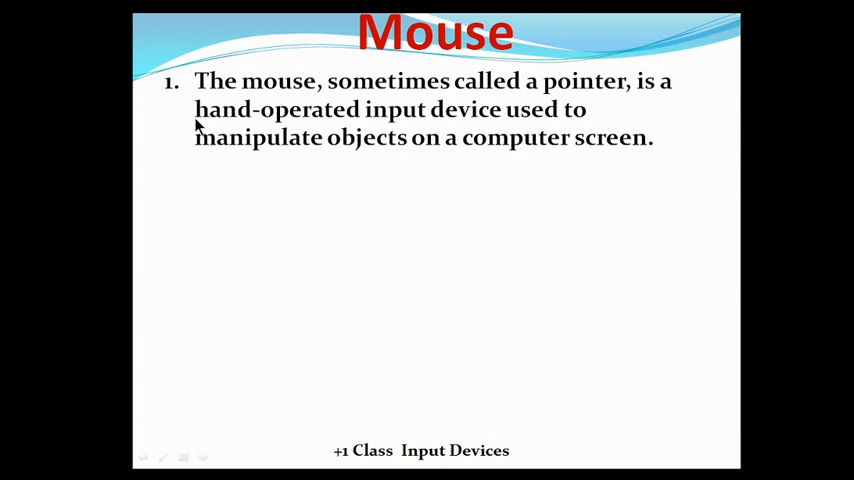 Mouse
1. The mouse, sometimes called a pointer, is a
hand-operated input device used to
manipulate objects on a computer screen.
+1 Class Input Devices